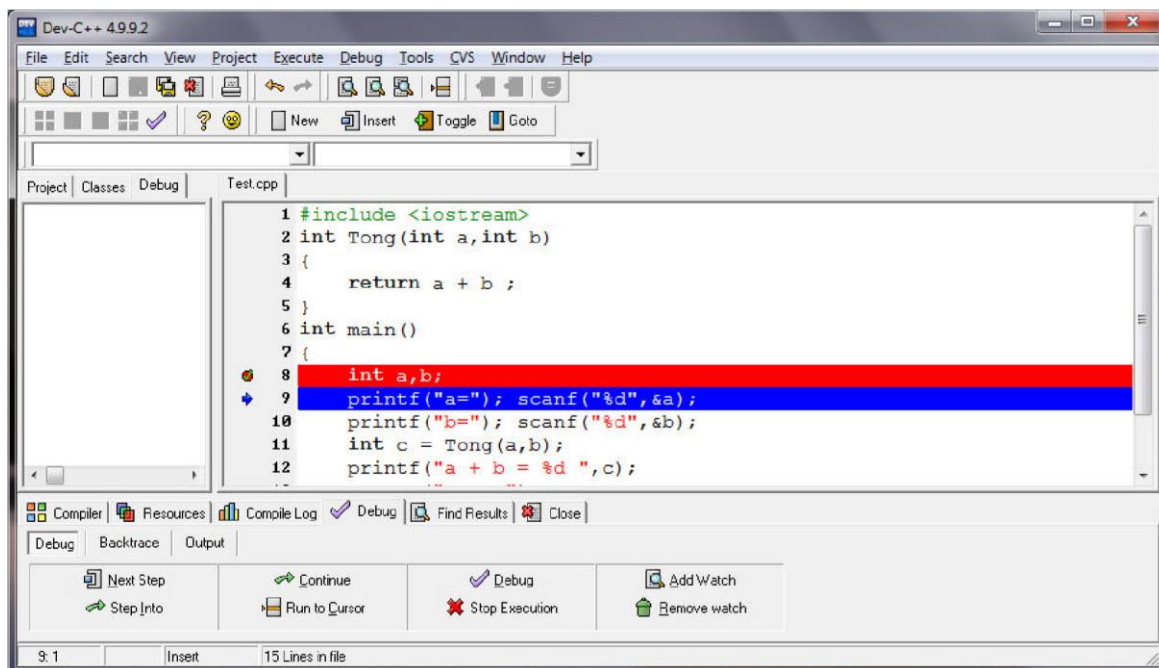 Dev-C++ 4.9.9.2
File Edit Search View Project Execute Debug Tools CVS Window Help
New Insert Toggle Goto
Project Classes Debug
Test.cpp
1 #include <iostream>
2 int Tong(int a,int b)
3 {
4 return a + b ;
5 }
6 int main()
7 {
8 int a,b;
9 printf("a="); scanf("%d",&a);
10 printf("b="); scanf("%d",&b);
11 int c = Tong(a,b);
12 printf("a + b = %d ",c);
Compiler Resources Compile Log Debug Find Results Close
Debug Backtrace Output
Next Step Continue Debug Add Watch
Step Into Run to Cursor Stop Execution Remove watch
9: 1 Insert 15 Lines in file